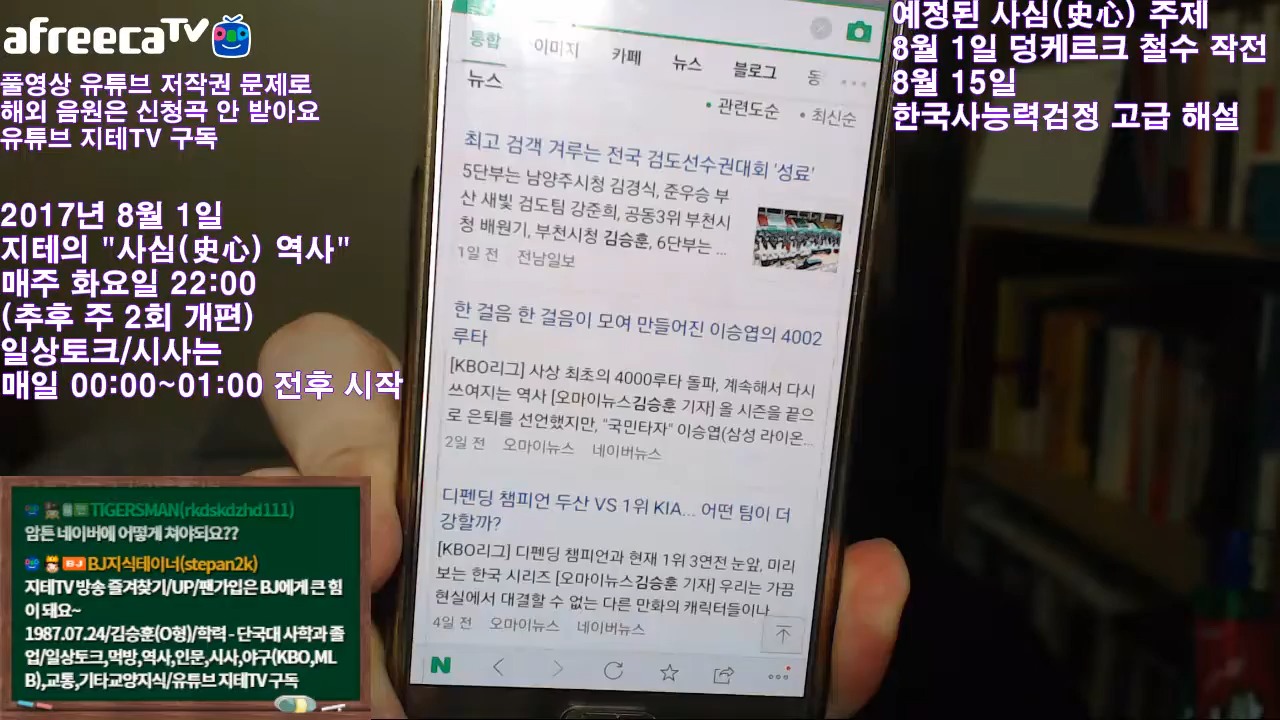 afreecaTV
풀영상 유튜브 저작권 문제로
해외 음원은 신청곡 안 받아요
유튜브 지테TV 구독
2017년 8월 1일
지테의 "사심(史心) 역사"
매주 화요일 22:00
(추후 주 2회 개편)
일상토크/시사는
매일 00:00~01:00 전후 시작
예정된 사심(史心) 주제
8월 1일 덩케르크 철수 작전
8월 15일
한국사능력검정 고급 해설
통합 이미지 카페 뉴스 블로그 동
뉴스
관련도순 최신순
최고 검객 겨루는 전국 검도선수권대회 '성료'
5단부는 남양주시청 김경식, 준우승 부
산 새빛 검도팀 강준희, 공동3위 부천시
청 배원기, 부천시청 김승훈, 6단부는 ...
1일 전 전남일보
한 걸음 한 걸음이 모여 만들어진 이승엽의 4002
루타
[KBO리그] 사상 최초의 4000루타 돌파, 계속해서 다시
쓰여지는 역사 [오마이뉴스김승훈 기자] 올 시즌을 끝으
로 은퇴를 선언했지만, "국민타자" 이승엽(삼성 라이온...
2일 전 오마이뉴스 네이버뉴스
디펜딩 챔피언 두산 VS 1위 KIA... 어떤 팀이 더
강할까?
[KBO리그] 디펜딩 챔피언과 현재 1위 3연전 눈앞, 미리
보는 한국 시리즈 [오마이뉴스김승훈 기자] 우리는 가끔
현실에서 대결할 수 없는 다른 만화의 캐릭터들이나
4일 전 오마이뉴스 네이버뉴스
N
TIGERSMAN(rkdskdzhd111)
암튼 네이버에 어떻게 쳐야되요??
BJ BJ지식테이너(stepan2k)
지테TV 방송 즐겨찾기/UP/팬가입은 BJ에게 큰 힘
이 돼요~
1987.07.24/김승훈(O형)/학력 - 단국대 사학과 졸
업/일상토크,먹방,역사,인문,시사,야구(KBO,ML
B),교통,기타교양지식/유튜브 지테TV 구독